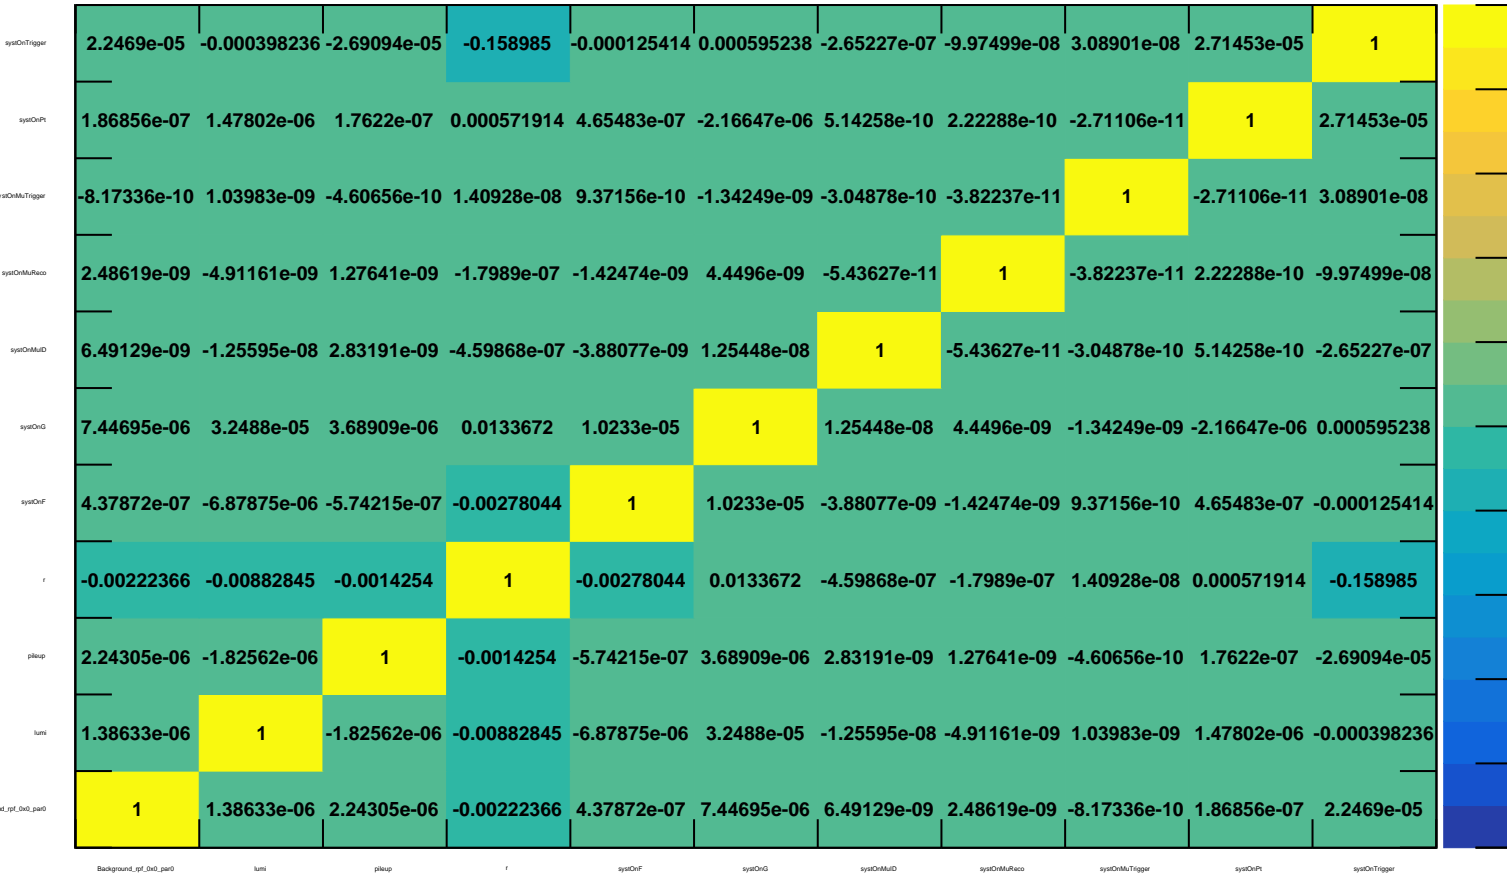 systOnTrigger 2.2469e-05 -0.000398236 -2.69094e-05 -0.158985 -0.000125414 0.000595238 -2.65227e-07 -9.97499e-08 3.08901e-08 2.71453e-05 1
systOnPt 1.86856e-07 1.47802e-06 1.7622e-07 0.000571914 4.65483e-07 -2.16647e-06 5.14258e-10 2.22288e-10 -2.71106e-11 1 2.71453e-05
ystOnMuTrigger -8.17336e-10 1.03983e-09 -4.60656e-10 1.40928e-08 9.37156e-10 -1.34249e-09 -3.04878e-10 -3.82237e-11 1 -2.71106e-11 3.08901e-08
systOnMuReco 2.48619e-09 -4.91161e-09 1.27641e-09 -1.7989e-07 -1.42474e-09 4.4496e-09 -5.43627e-11 1 -3.82237e-11 2.22288e-10 -9.97499e-08
systOnMuID 6.49129e-09 -1.25595e-08 2.83191e-09 -4.59868e-07 -3.88077e-09 1.25448e-08 1 -5.43627e-11 -3.04878e-10 5.14258e-10 -2.65227e-07
systOnG 7.44695e-06 3.2488e-05 3.68909e-06 0.0133672 1.0233e-05 1 1.25448e-08 4.4496e-09 -1.34249e-09 -2.16647e-06 0.000595238
systOnF 4.37872e-07 -6.87875e-06 -5.74215e-07 -0.00278044 1 1.0233e-05 -3.88077e-09 -1.42474e-09 9.37156e-10 4.65483e-07 -0.000125414
r -0.00222366 -0.00882845 -0.0014254 1 -0.00278044 0.0133672 -4.59868e-07 -1.7989e-07 1.40928e-08 0.000571914 -0.158985
pileup 2.24305e-06 -1.82562e-06 1 -0.0014254 -5.74215e-07 3.68909e-06 2.83191e-09 1.27641e-09 -4.60656e-10 1.7622e-07 -2.69094e-05
lumi 1.38633e-06 1 -1.82562e-06 -0.00882845 -6.87875e-06 3.2488e-05 -1.25595e-08 -4.91161e-09 1.03983e-09 1.47802e-06 -0.000398236
nd_rpf_0x0_par0 1 1.38633e-06 2.24305e-06 -0.00222366 4.37872e-07 7.44695e-06 6.49129e-09 2.48619e-09 -8.17336e-10 1.86856e-07 2.2469e-05
Background_rpf_0x0_par0 lumi pileup r systOnF systOnG systOnMuID systOnMuReco systOnMuTrigger systOnPt systOnTrigger